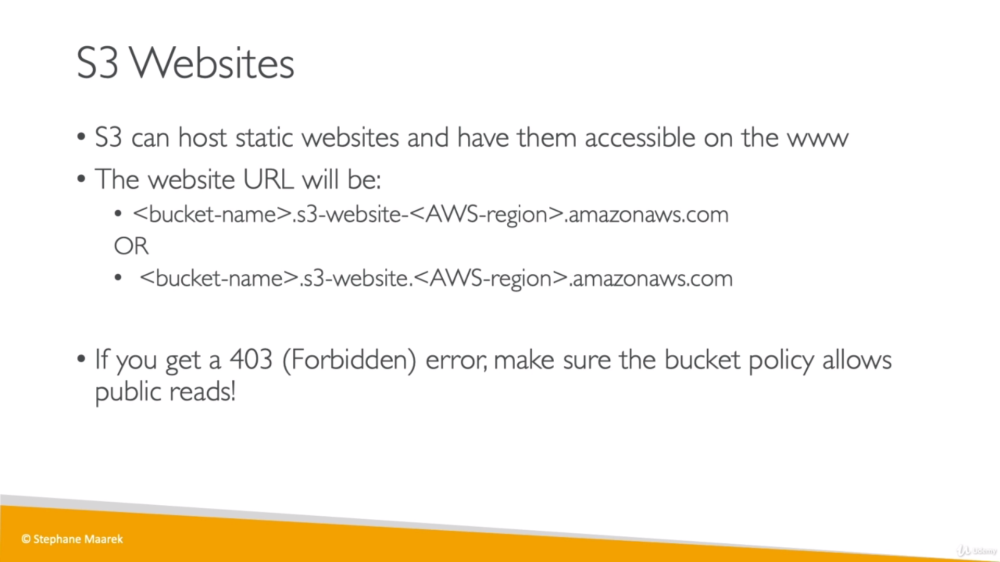 S3 Websites
• S3 can host static websites and have them accessible on the www
• The website URL will be:
• <bucket-name>.s3-website-<AWS-region>.amazonaws.com
OR
• <bucket-name>.s3-website.<AWS-region>.amazonaws.com
• If you get a 403 (Forbidden) error, make sure the bucket policy allows
public reads!
© Stephane Maarek
Udemy